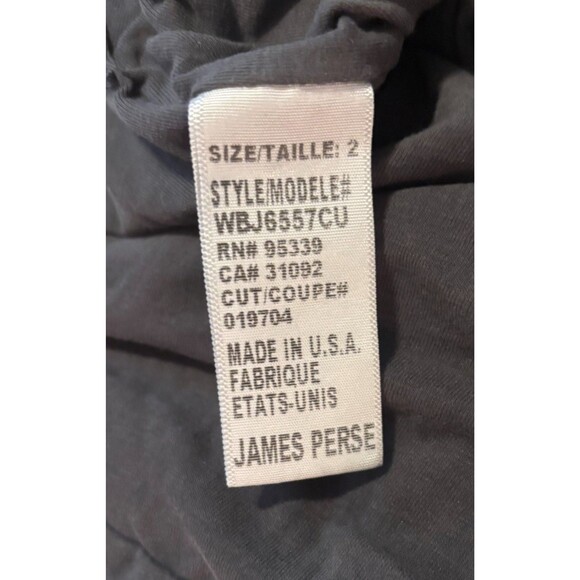 SIZE/TAILLE: 2
STYLE/MODELE#
WBJ6557CU
RN# 95339
CA# 31092
CUT/COUPE#
019704
MADE IN U.S.A.
FABRIQUE
ETATS-UNIS
JAMES PERSE